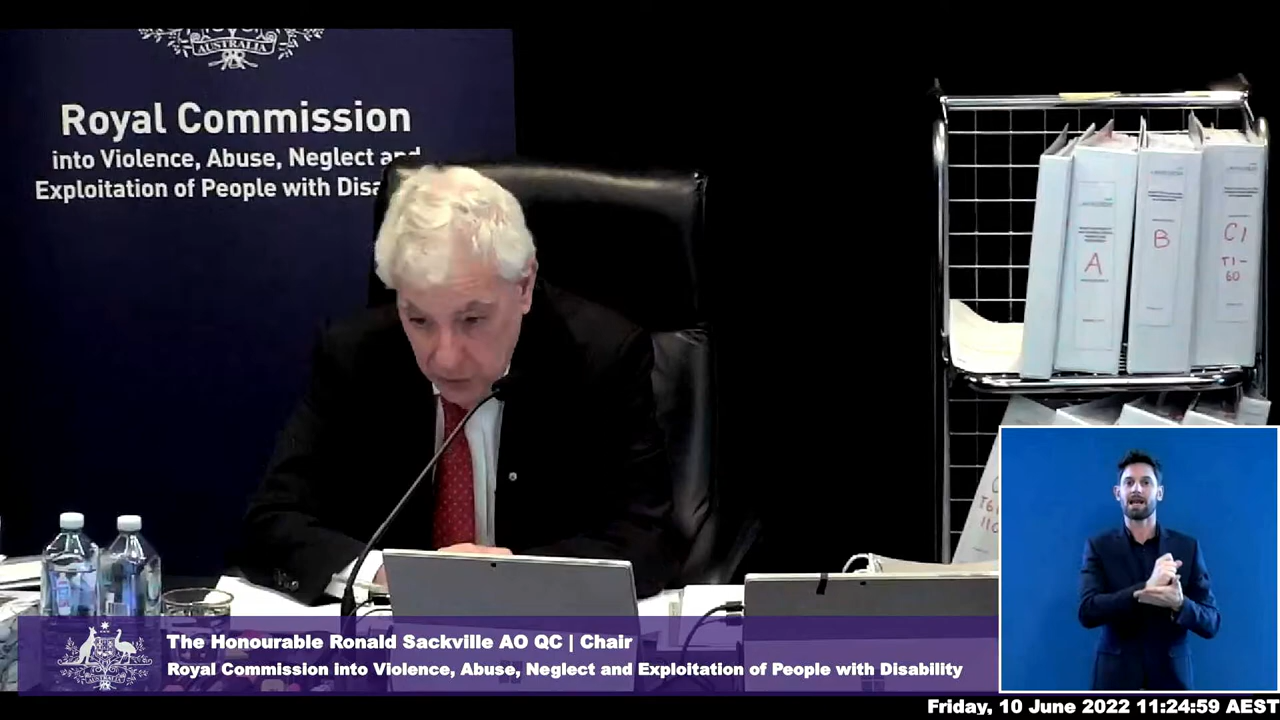 AUSTRALIA
Royal Commission
into Violence, Abuse, Neglect and
Exploitation of People with Disa
A
B
C1
T1-
60
The Honourable Ronald Sackville AO QC | Chair
Royal Commission into Violence, Abuse, Neglect and Exploitation of People with Disability
Friday, 10 June 2022 11:24:59 AEST